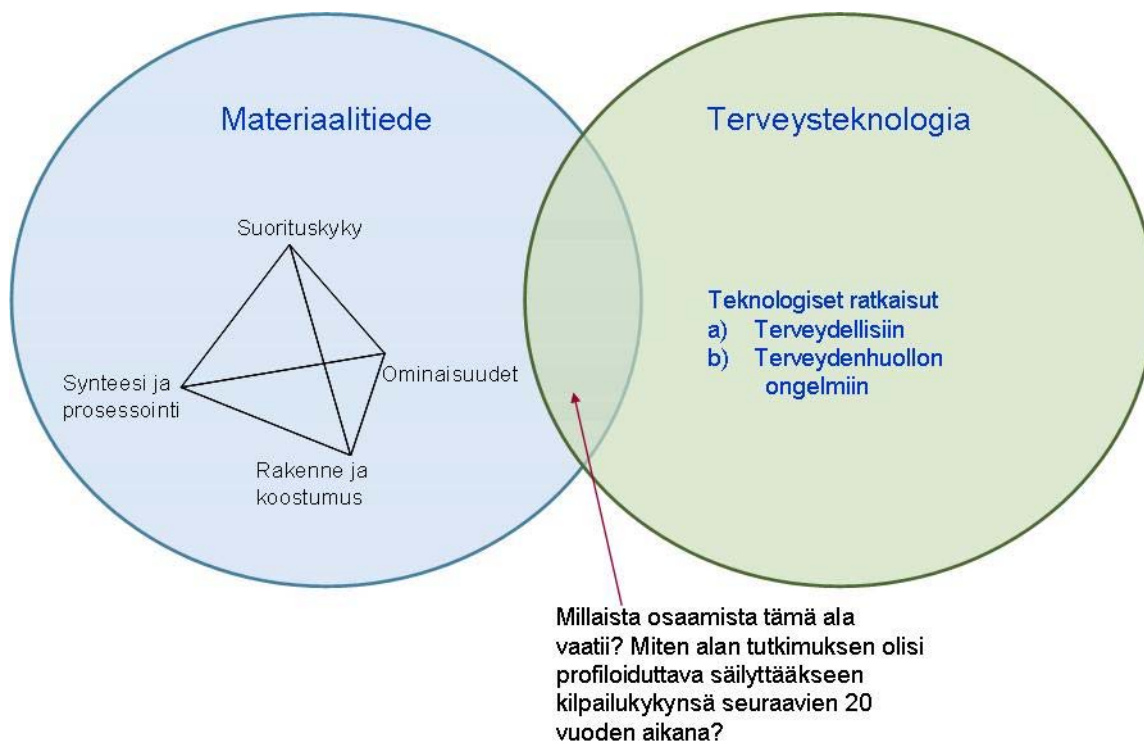 Materiaalitiede
Suorituskyky
Synteesi ja
prosessointi
Ominaisuudet
Rakenne ja
koostumus
Terveysteknologia
Teknologiset ratkaisut
a) Terveydellisiin
b) Terveydenhuollon
ongelmiin
Millaista osaamista tämä ala
vaatii? Miten alan tutkimuksen olisi
profiloiduttava säilyttääkseen
kilpailukykynsä seuraavien 20
vuoden aikana?